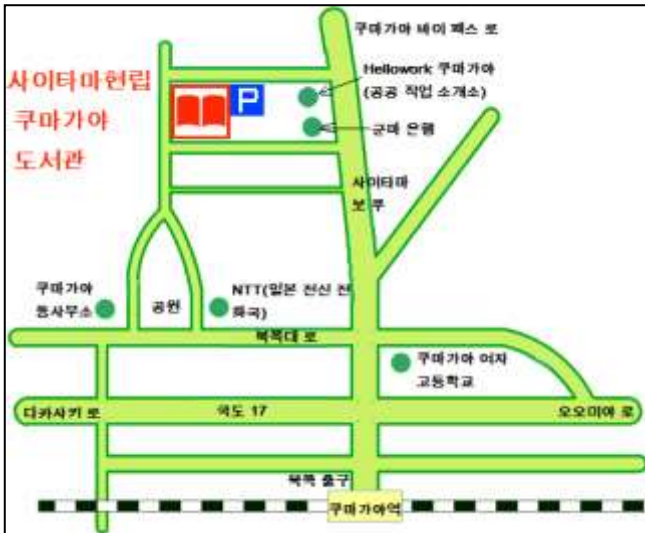 쿠마가야 바이 패스 로
사이타마현립
쿠마가야
도서관
P
Hellowork 쿠마가야
(공공 직업 소개소)
군마 은행
사이타마
보 쿠
쿠마가야
동사무소
공원
NTT(일본 전신 전
화국)
북쪽대 로
쿠마가야 여자
고등학교
다카사키 로
국도 17
오오미야 로
북쪽 출구
쿠마가야역